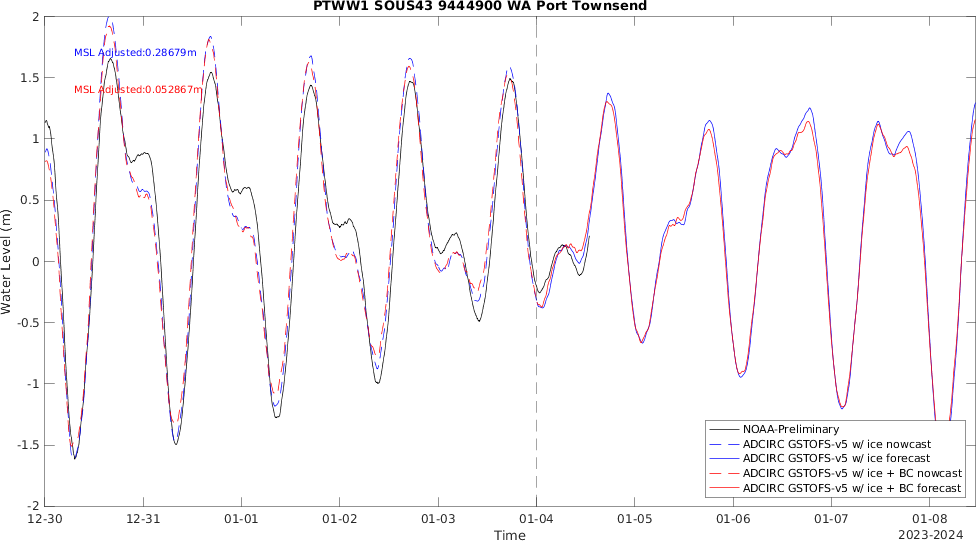 PTWW1 SOUS43 9444900 WA Port Townsend
2
MSL Adjusted:0.28679m
1.5
MSL Adjusted:0.052867m
1
0.5
0
-0.5
-1
-1.5
-2
Water Level (m)
NOAA-Preliminary
ADCIRC GSTOFS-v5 w/ ice nowcast
ADCIRC GSTOFS-v5 w/ ice forecast
ADCIRC GSTOFS-v5 w/ ice + BC nowcast
ADCIRC GSTOFS-v5 w/ ice + BC forecast
12-30 12-31 01-01 01-02 01-03 01-04 01-05 01-06 01-07 01-08
Time
2023-2024